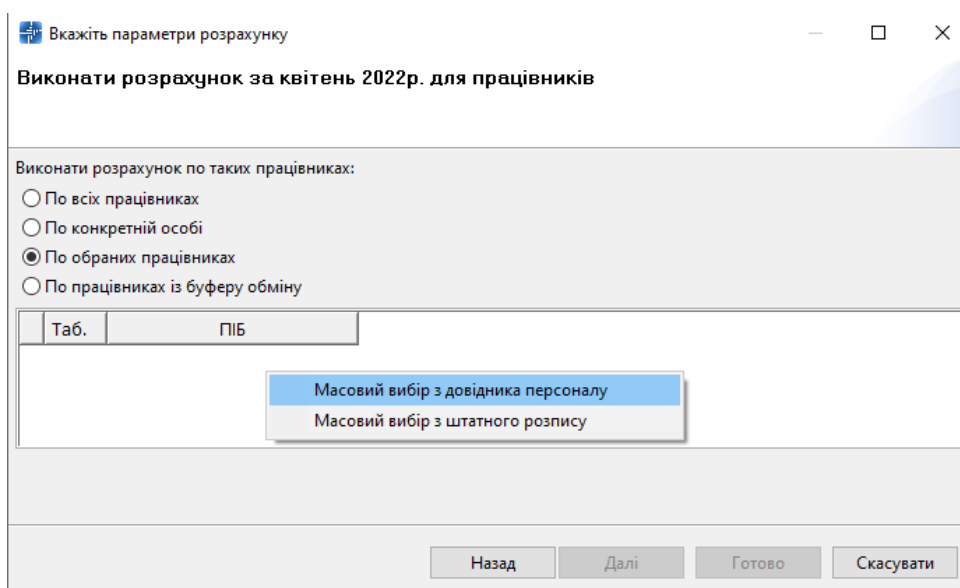 Вкажіть параметри розрахунку
Виконати розрахунок за квітень 2022р. для працівників
Виконати розрахунок по таких працівниках:
По всіх працівниках
По конкретній особі
По обраних працівниках
По працівниках із буферу обміну
Таб. ПІБ
Масовий вибір з довідника персоналу
Масовий вибір з штатного розпису
Назад Далі Готово Скасувати